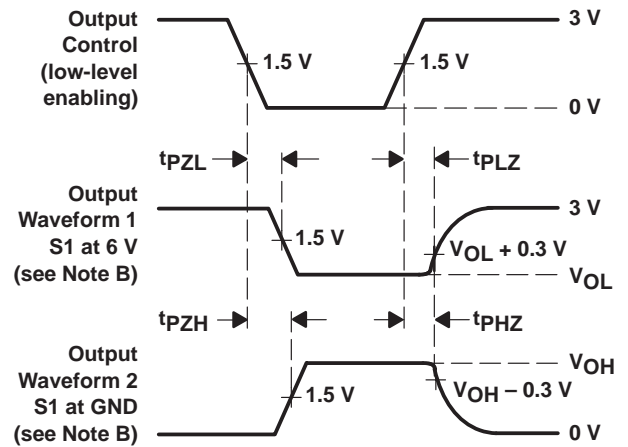 Output
Control
(low-level
enabling)
3 V
1.5 V
1.5 V
0 V
tPZL
tPLZ
Output
Waveform 1
S1 at 6 V
(see Note B)
3 V
1.5 V
VOL + 0.3 V
VOL
tPZH
tPHZ
Output
Waveform 2
S1 at GND
(see Note B)
VOH
1.5 V
VOH – 0.3 V
0 V